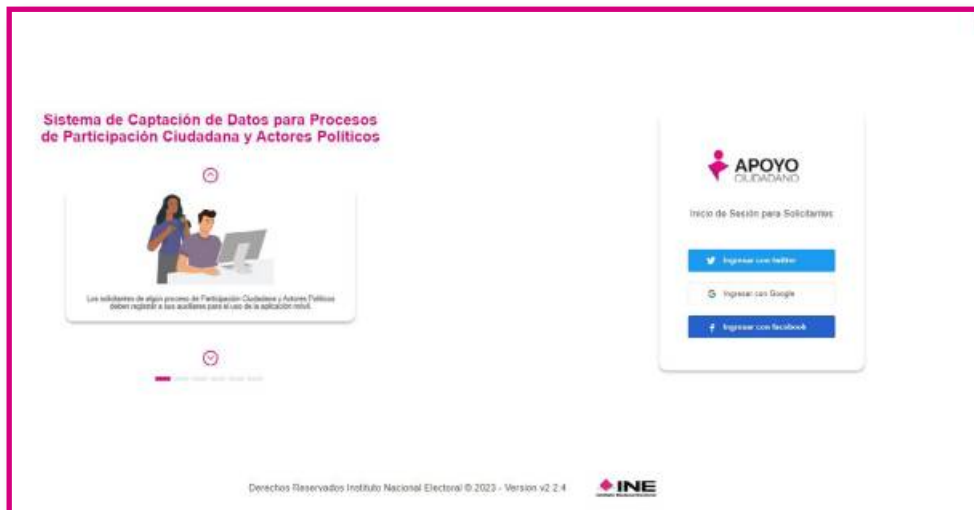 Sistema de Captación de Datos para Procesos
de Participación Ciudadana y Actores Políticos
Los solicitantes de algún proceso de Participación Ciudadana y Actores Políticos
deben registrar a sus auxiliares para el uso de la aplicación móvil.
APOYO
CIUDADANO
Inicio de Sesión para Solicitantes
Ingresar con twitter
Ingresar con Google
Ingresar con facebook
Derechos Reservados Instituto Nacional Electoral © 2023 - Version v2.2.4
INE
Instituto Nacional Electoral